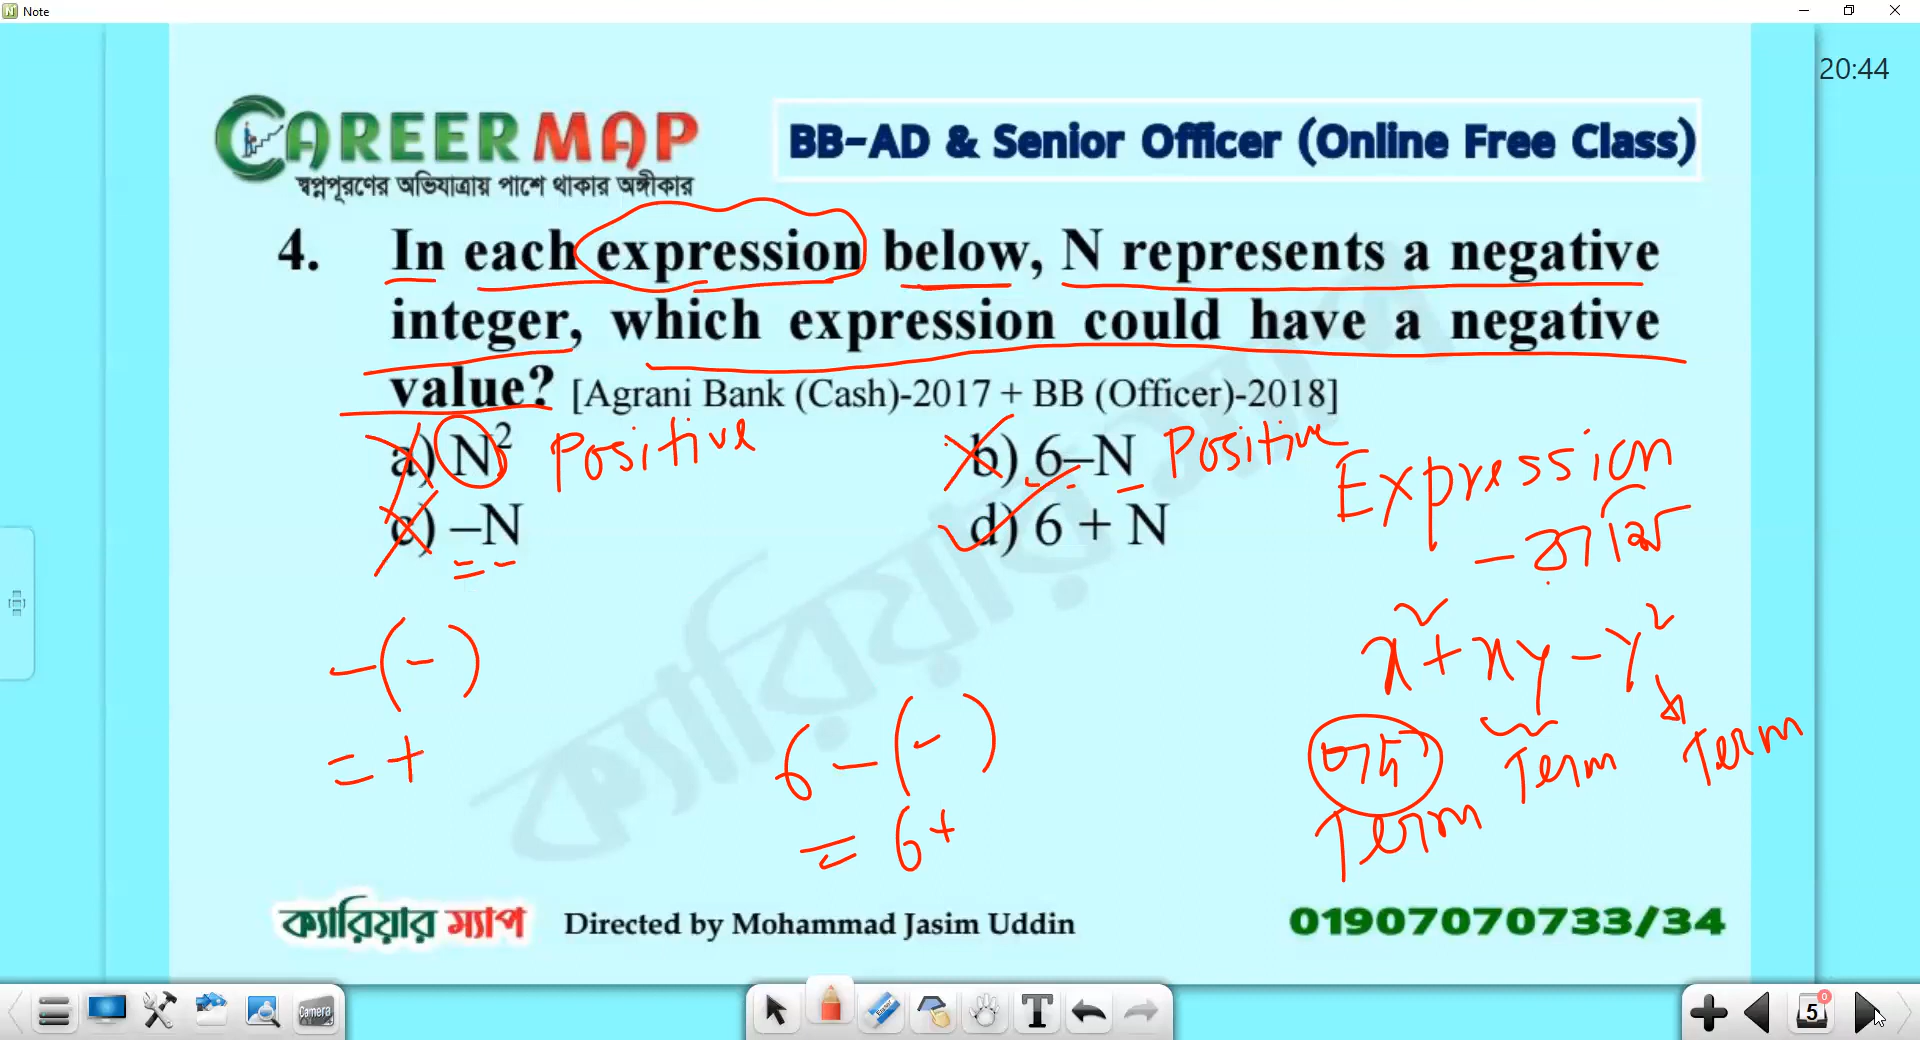 Note
20:44
CAREER MAP
স্বপ্নপূরণের অভিযাত্রায় পাশে থাকার অঙ্গীকার
BB-AD & Senior Officer (Online Free Class)
4. In each expression below, N represents a negative
integer, which expression could have a negative
value? [Agrani Bank (Cash)-2017 + BB (Officer)-2018]
a) N² Positive b) 6–N Positive
c) –N d) 6 + N
Expression
- রাশি
x² + xy - y²
-(-)
= +
6 -(-)
= 6+
পদ Term Term
Term
ক্যারিয়ার ম্যাপ
ক্যারিয়ার ম্যাপ Directed by Mohammad Jasim Uddin 01907070733/34
Camera
T
5
0